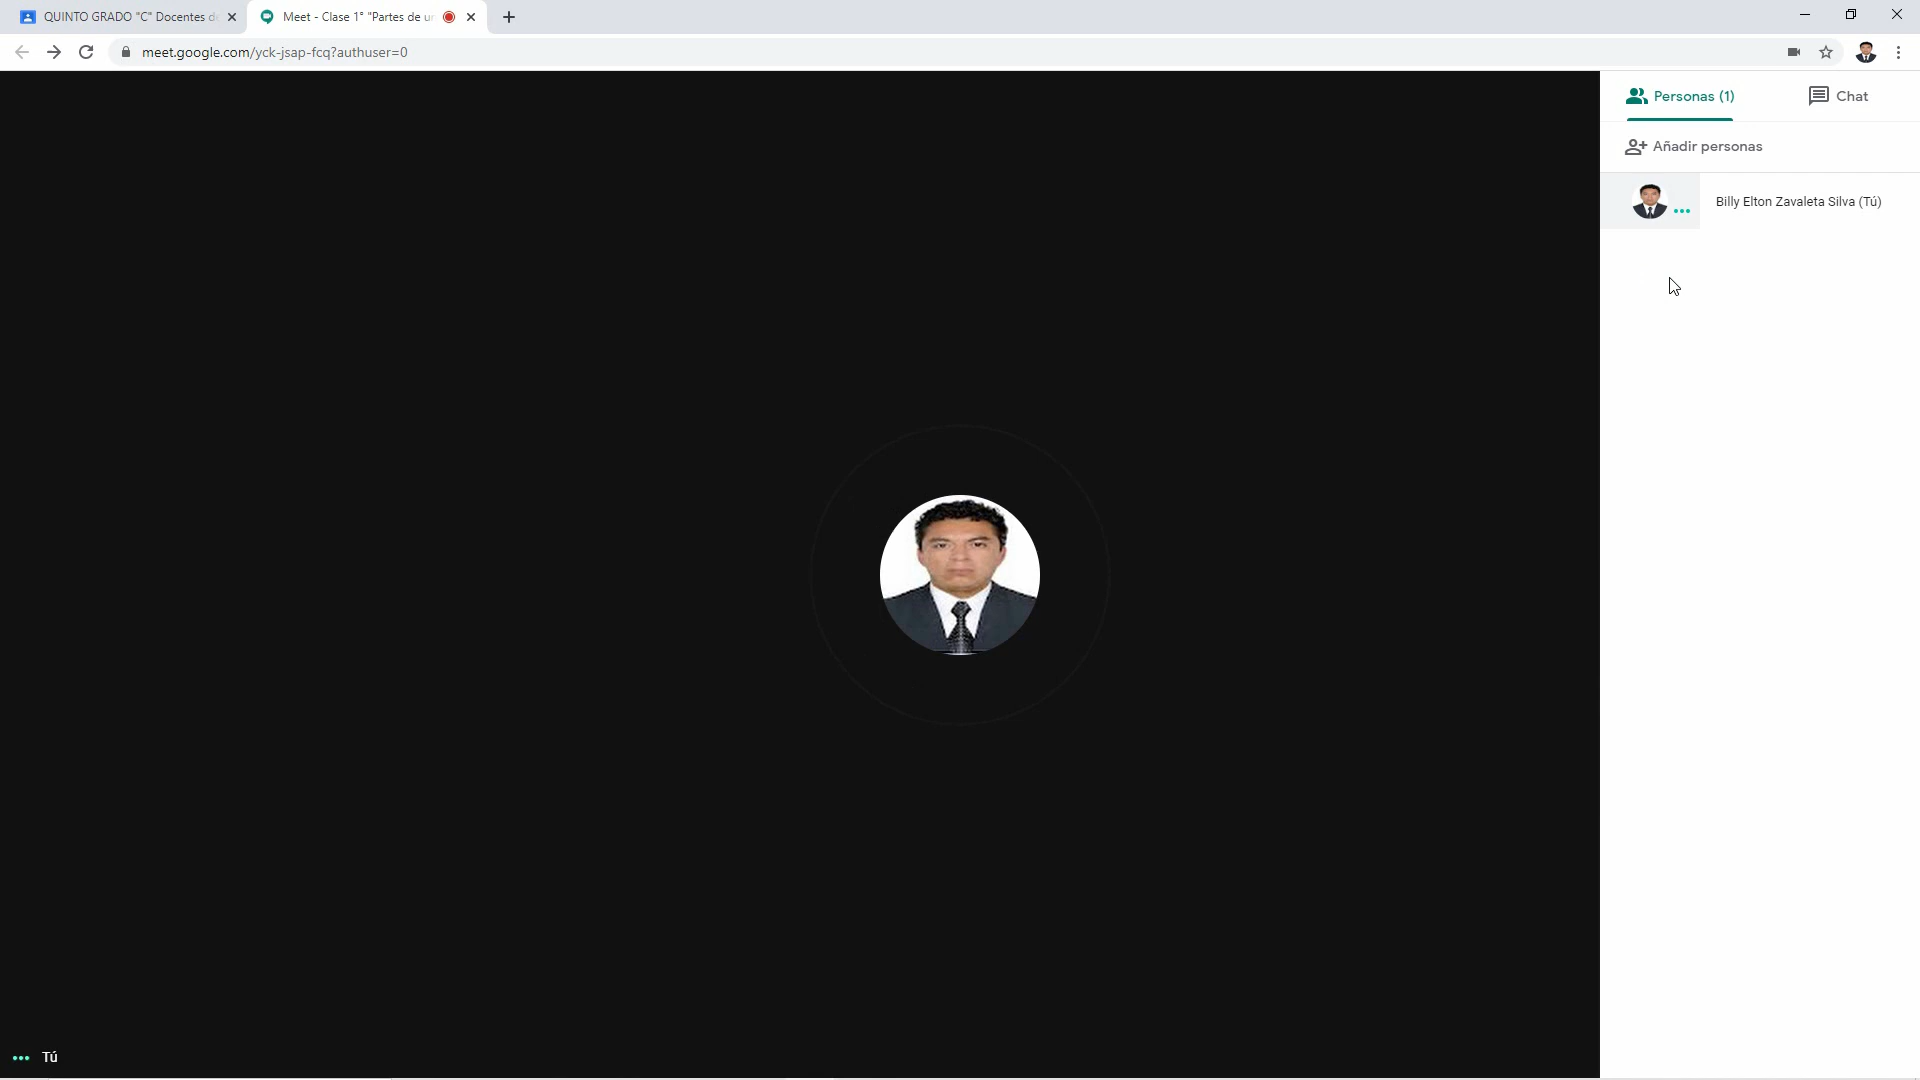 QUINTO GRADO "C" Docentes d
Meet - Clase 1° "Partes de u
meet.google.com/yck-jsap-fcq?authuser=0
Personas (1)
Chat
Añadir personas
Billy Elton Zavaleta Silva (Tú)
Tú